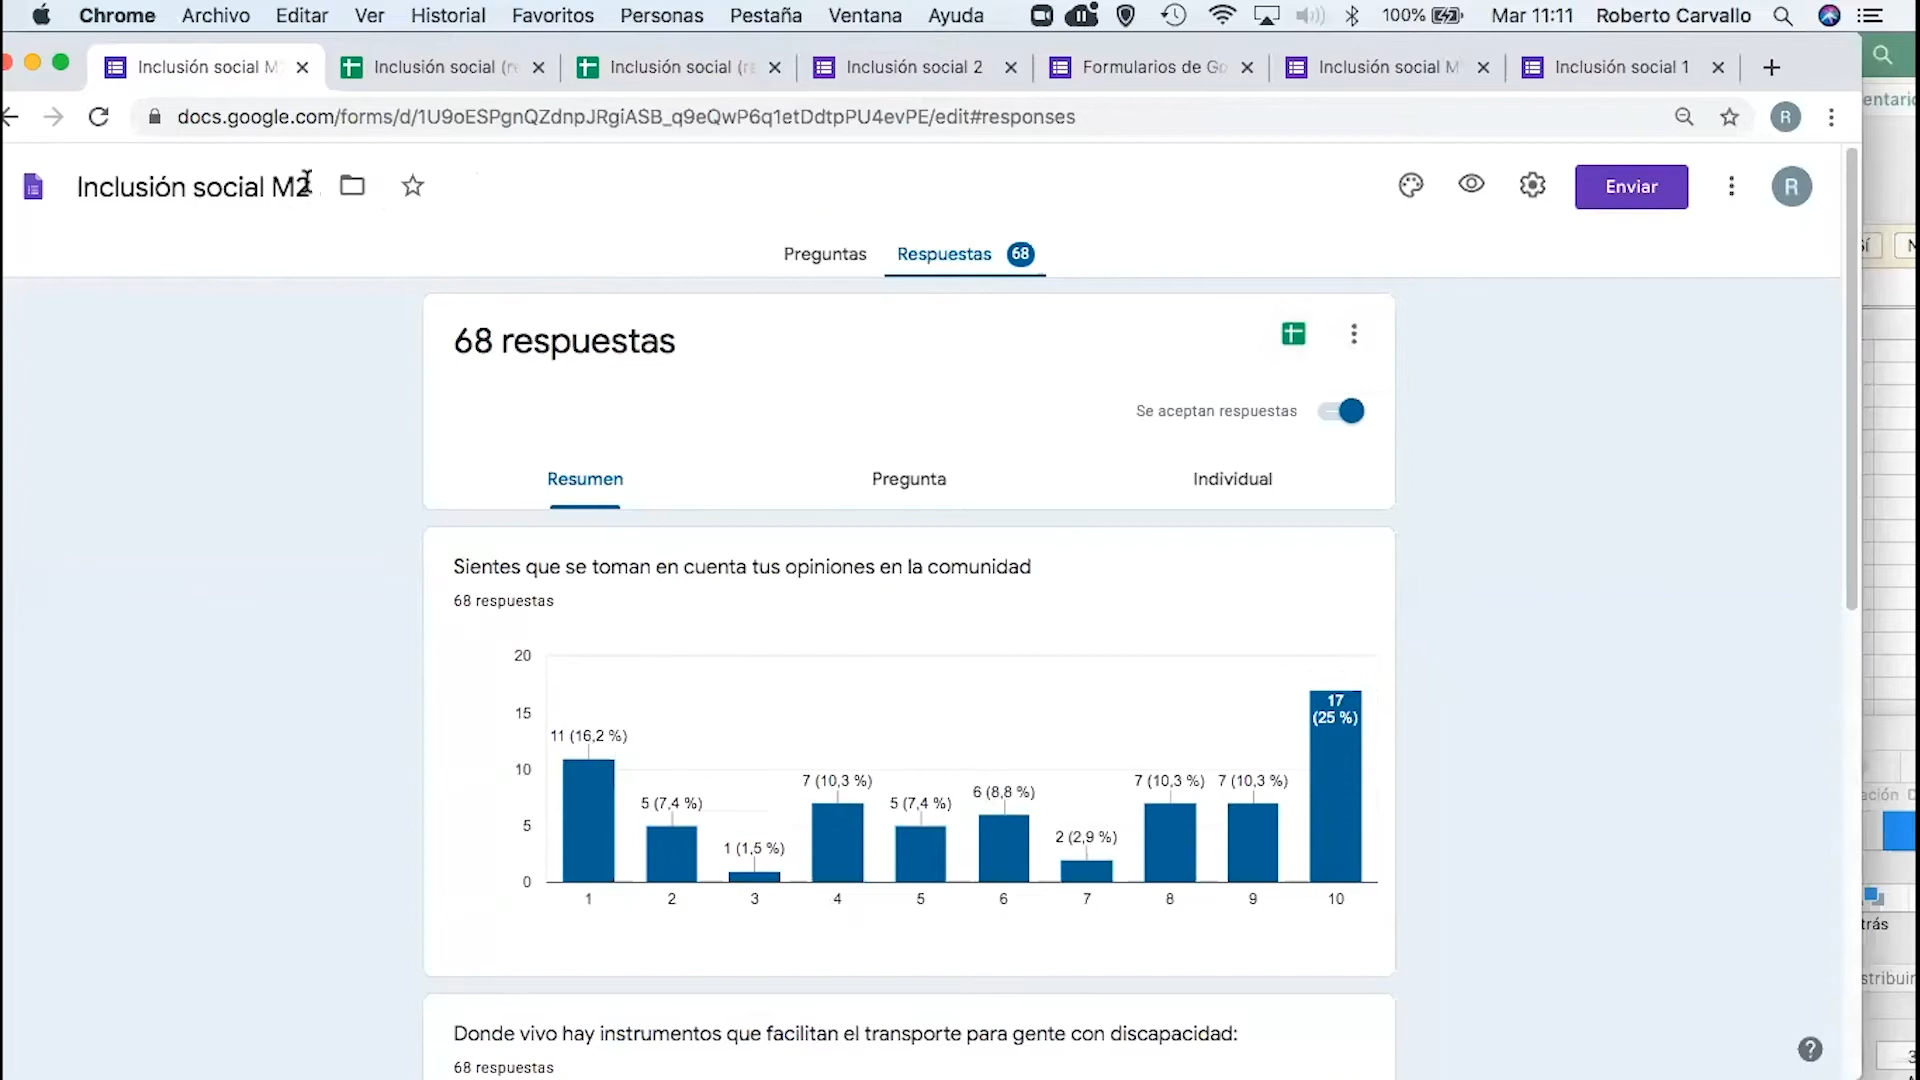 Chrome Archivo Editar Ver Historial Favoritos Personas Pestaña Ventana Ayuda 100% Mar 11:11 Roberto Carvallo
Inclusión social M Inclusión social (r Inclusión social (r Inclusión social 2 Formularios de Go Inclusión social M Inclusión social 1
docs.google.com/forms/d/1U9oESPgnQZdnpJRgiASB_q9eQwP6q1etDdtpPU4evPE/edit#responses R
Inclusión social M2 Enviar R
Preguntas Respuestas 68
68 respuestas
Se aceptan respuestas
Resumen Pregunta Individual
Sientes que se toman en cuenta tus opiniones en la comunidad
68 respuestas
20
15
10
5
0
11 (16,2 %)
5 (7,4 %)
1 (1,5 %)
7 (10,3 %)
5 (7,4 %)
6 (8,8 %)
2 (2,9 %)
7 (10,3 %)
7 (10,3 %)
17
(25 %)
1 2 3 4 5 6 7 8 9 10
Donde vivo hay instrumentos que facilitan el transporte para gente con discapacidad:
68 respuestas
entario
ación D
trás
stribuir